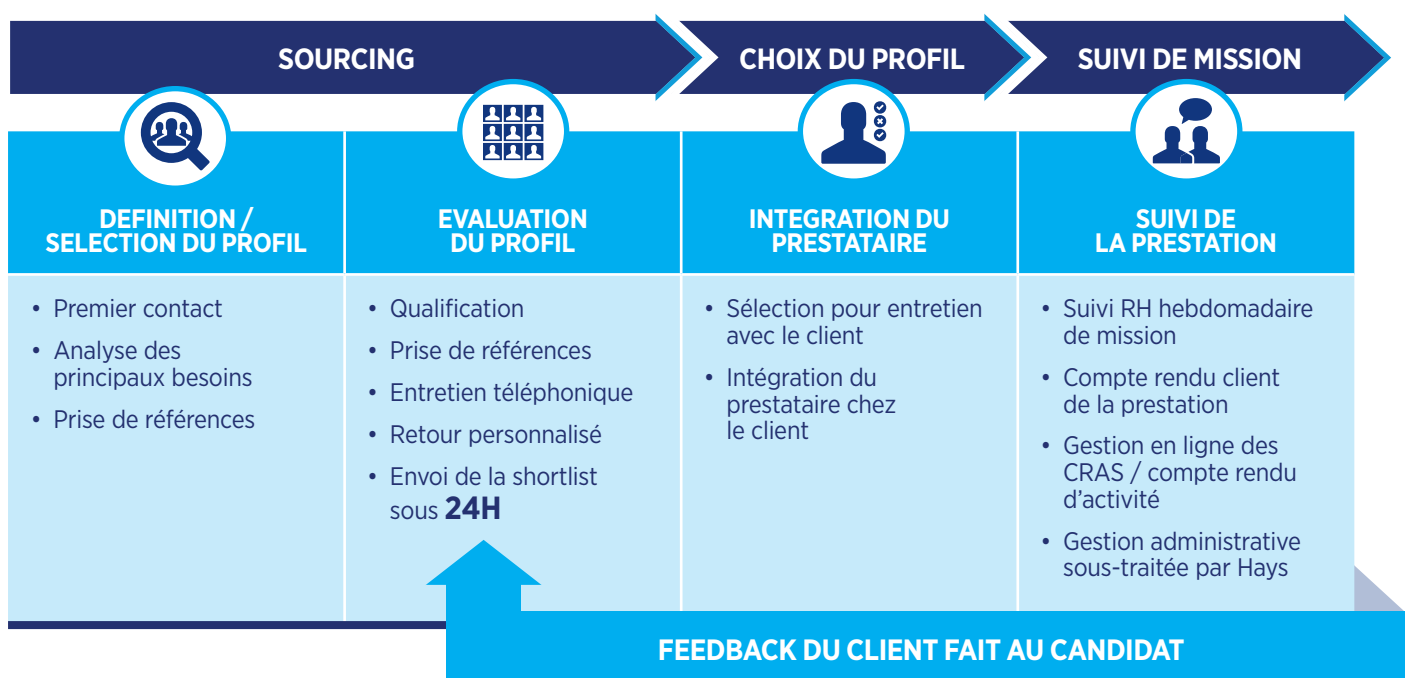 SOURCING
CHOIX DU PROFIL
SUIVI DE MISSION
DEFINITION /
SELECTION DU PROFIL
• Premier contact
• Analyse des
principaux besoins
• Prise de références
EVALUATION
DU PROFIL
• Qualification
• Prise de références
• Entretien téléphonique
• Retour personnalisé
• Envoi de la shortlist
sous 24H
INTEGRATION DU
PRESTATAIRE
• Sélection pour entretien
avec le client
• Intégration du
prestataire chez
le client
SUIVI DE
LA PRESTATION
• Suivi RH hebdomadaire
de mission
• Compte rendu client
de la prestation
• Gestion en ligne des
CRAS / compte rendu
d’activité
• Gestion administrative
sous-traitée par Hays
FEEDBACK DU CLIENT FAIT AU CANDIDAT